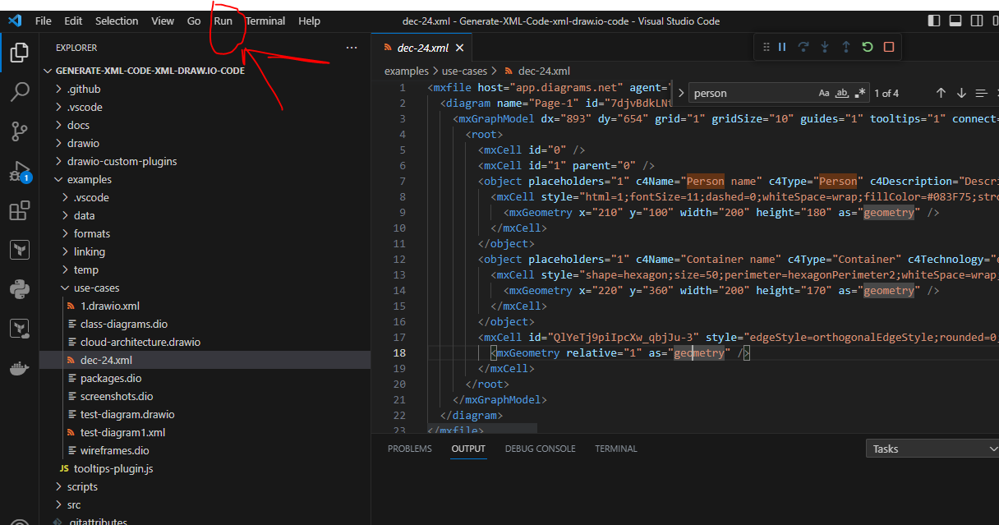 File Edit Selection View Go Run Terminal Help
dec-24.xml - Generate-XML-Code-xml-draw.io-code - Visual Studio Code
EXPLORER
GENERATE-XML-CODE-XML-DRAW.IO-CODE
.github
.vscode
docs
drawio
drawio-custom-plugins
examples
.vscode
data
formats
linking
temp
use-cases
1.drawio.xml
class-diagrams.dio
cloud-architecture.drawio
dec-24.xml
packages.dio
screenshots.dio
test-diagram.drawio
test-diagram1.xml
wireframes.dio
JS tooltips-plugin.js
scripts
src
.gitattributes
1
dec-24.xml
examples > use-cases > dec-24.xml
person Aa ab, .* 1 of 4
1 <mxfile host="app.diagrams.net" agent="
2 <diagram name="Page-1" id="7djvBdkLNt
3 <mxGraphModel dx="893" dy="654" grid="1" gridSize="10" guides="1" tooltips="1" connect=
4 <root>
5 <mxCell id="0" />
6 <mxCell id="1" parent="0" />
7 <object placeholders="1" c4Name="Person name" c4Type="Person" c4Description="Descri
8 <mxCell style="html=1;fontSize=11;dashed=0;whiteSpace=wrap;fillColor=#083F75;stro
9 <mxGeometry x="210" y="100" width="200" height="180" as="geometry" />
10 </mxCell>
11 </object>
12 <object placeholders="1" c4Name="Container name" c4Type="Container" c4Technology="e
13 <mxCell style="shape=hexagon;size=50;perimeter=hexagonPerimeter2;whiteSpace=wrap;
14 <mxGeometry x="220" y="360" width="200" height="170" as="geometry" />
15 </mxCell>
16 </object>
17 <mxCell id="QlYeTj9piIpcXw_qbjJu-3" style="edgeStyle=orthogonalEdgeStyle;rounded=0;
18 <mxGeometry relative="1" as="geometry" />
19 </mxCell>
20 </root>
21 </mxGraphModel>
22 </diagram>
23 </mxfile>
PROBLEMS OUTPUT DEBUG CONSOLE TERMINAL
Tasks